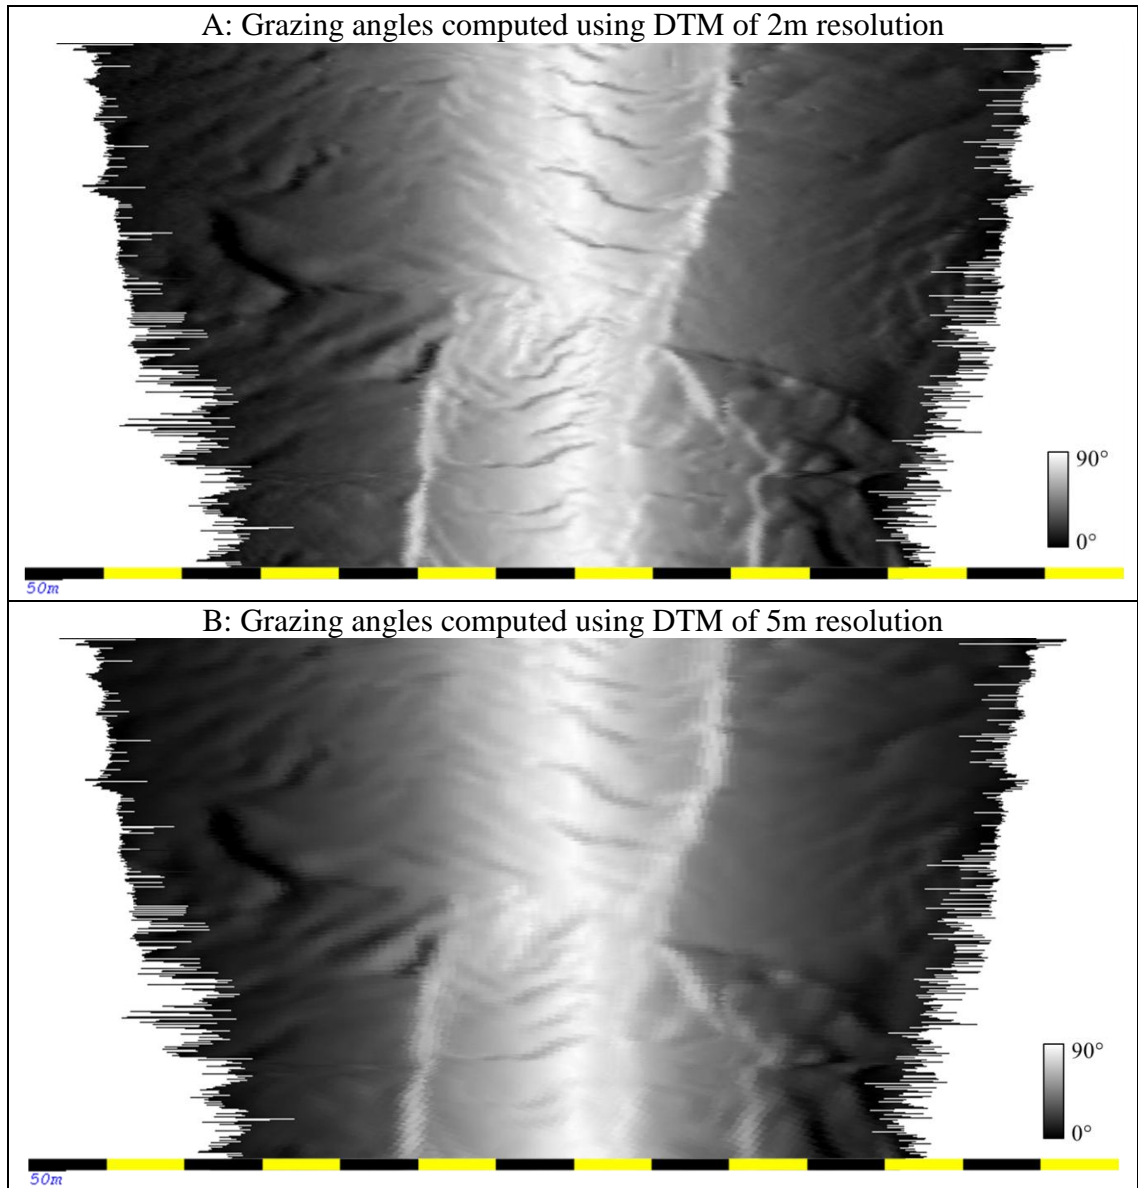 A: Grazing angles computed using DTM of 2m resolution
90°
0°
50m
B: Grazing angles computed using DTM of 5m resolution
90°
0°
50m